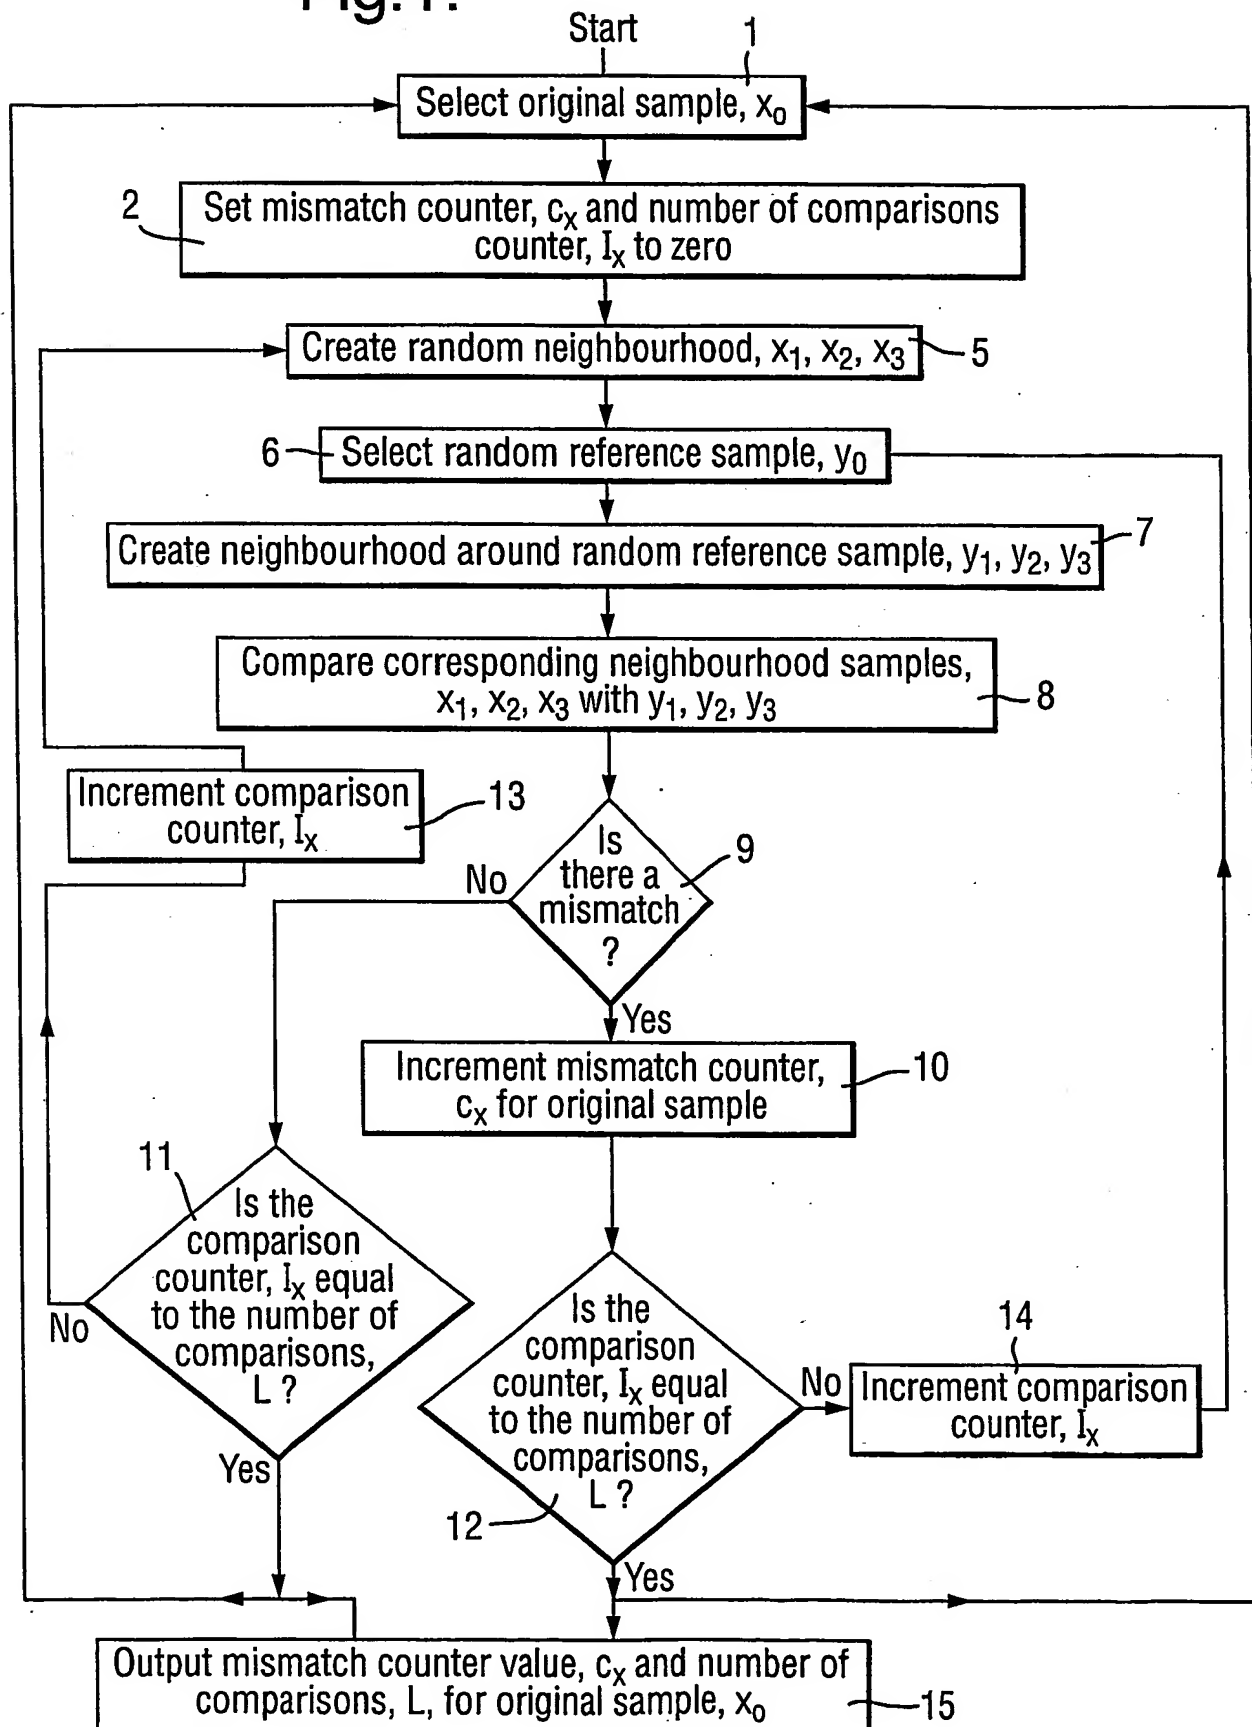 Fig.1.
Start
1
Select original sample, x₀
2
Set mismatch counter, cₓ and number of comparisons
counter, Iₓ to zero
Create random neighbourhood, x₁, x₂, x₃
5
6
Select random reference sample, y₀
7
Create neighbourhood around random reference sample, y₁, y₂, y₃
Compare corresponding neighbourhood samples,
x₁, x₂, x₃ with y₁, y₂, y₃
8
Increment comparison
counter, Iₓ
13
Is
there a
mismatch
?
9
No
Yes
Increment mismatch counter,
cₓ for original sample
10
11
Is the
comparison
counter, Iₓ equal
to the number of
comparisons,
L ?
No
Yes
Is the
comparison
counter, Iₓ equal
to the number of
comparisons,
L ?
12
No
14
Increment comparison
counter, Iₓ
Yes
Output mismatch counter value, cₓ and number of
comparisons, L, for original sample, x₀
15